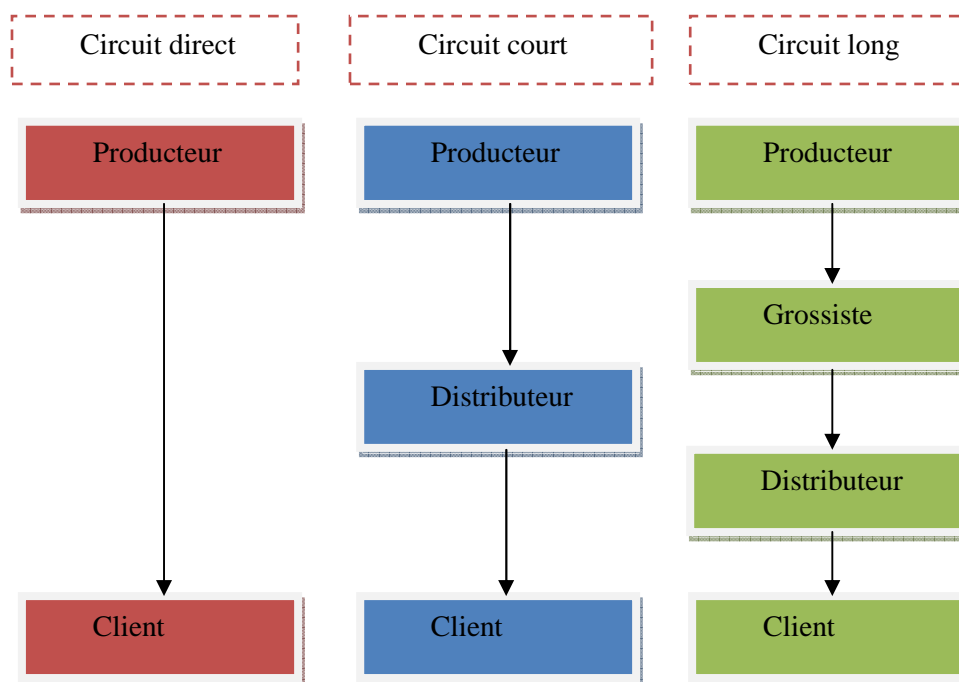 Circuit direct
Circuit court
Circuit long
Producteur
Producteur
Producteur
Grossiste
Distributeur
Distributeur
Client
Client
Client